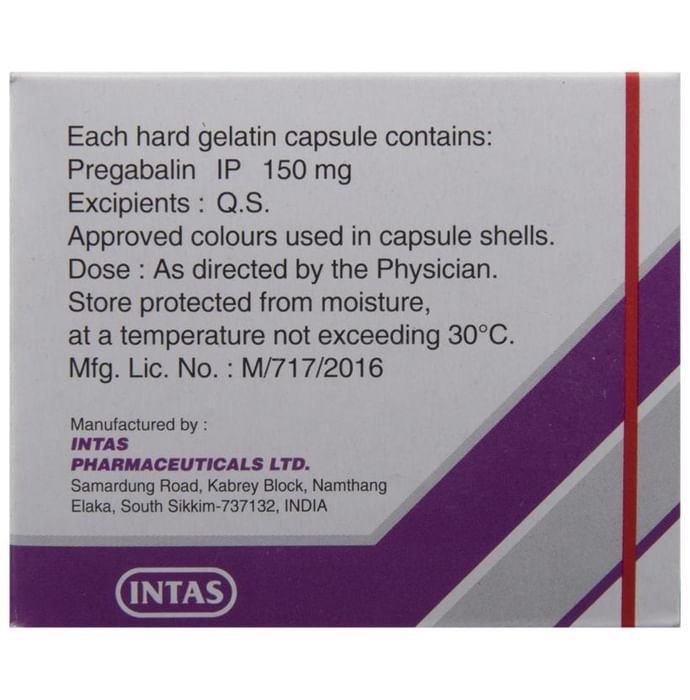 Each hard gelatin capsule contains:
Pregabalin IP 150 mg
Excipients : Q.S.
Approved colours used in capsule shells.
Dose : As directed by the Physician.
Store protected from moisture,
at a temperature not exceeding 30°C.
Mfg. Lic. No. : M/717/2016
Manufactured by :
INTAS
PHARMACEUTICALS LTD.
Samardung Road, Kabrey Block, Namthang
Elaka, South Sikkim-737132, INDIA
INTAS